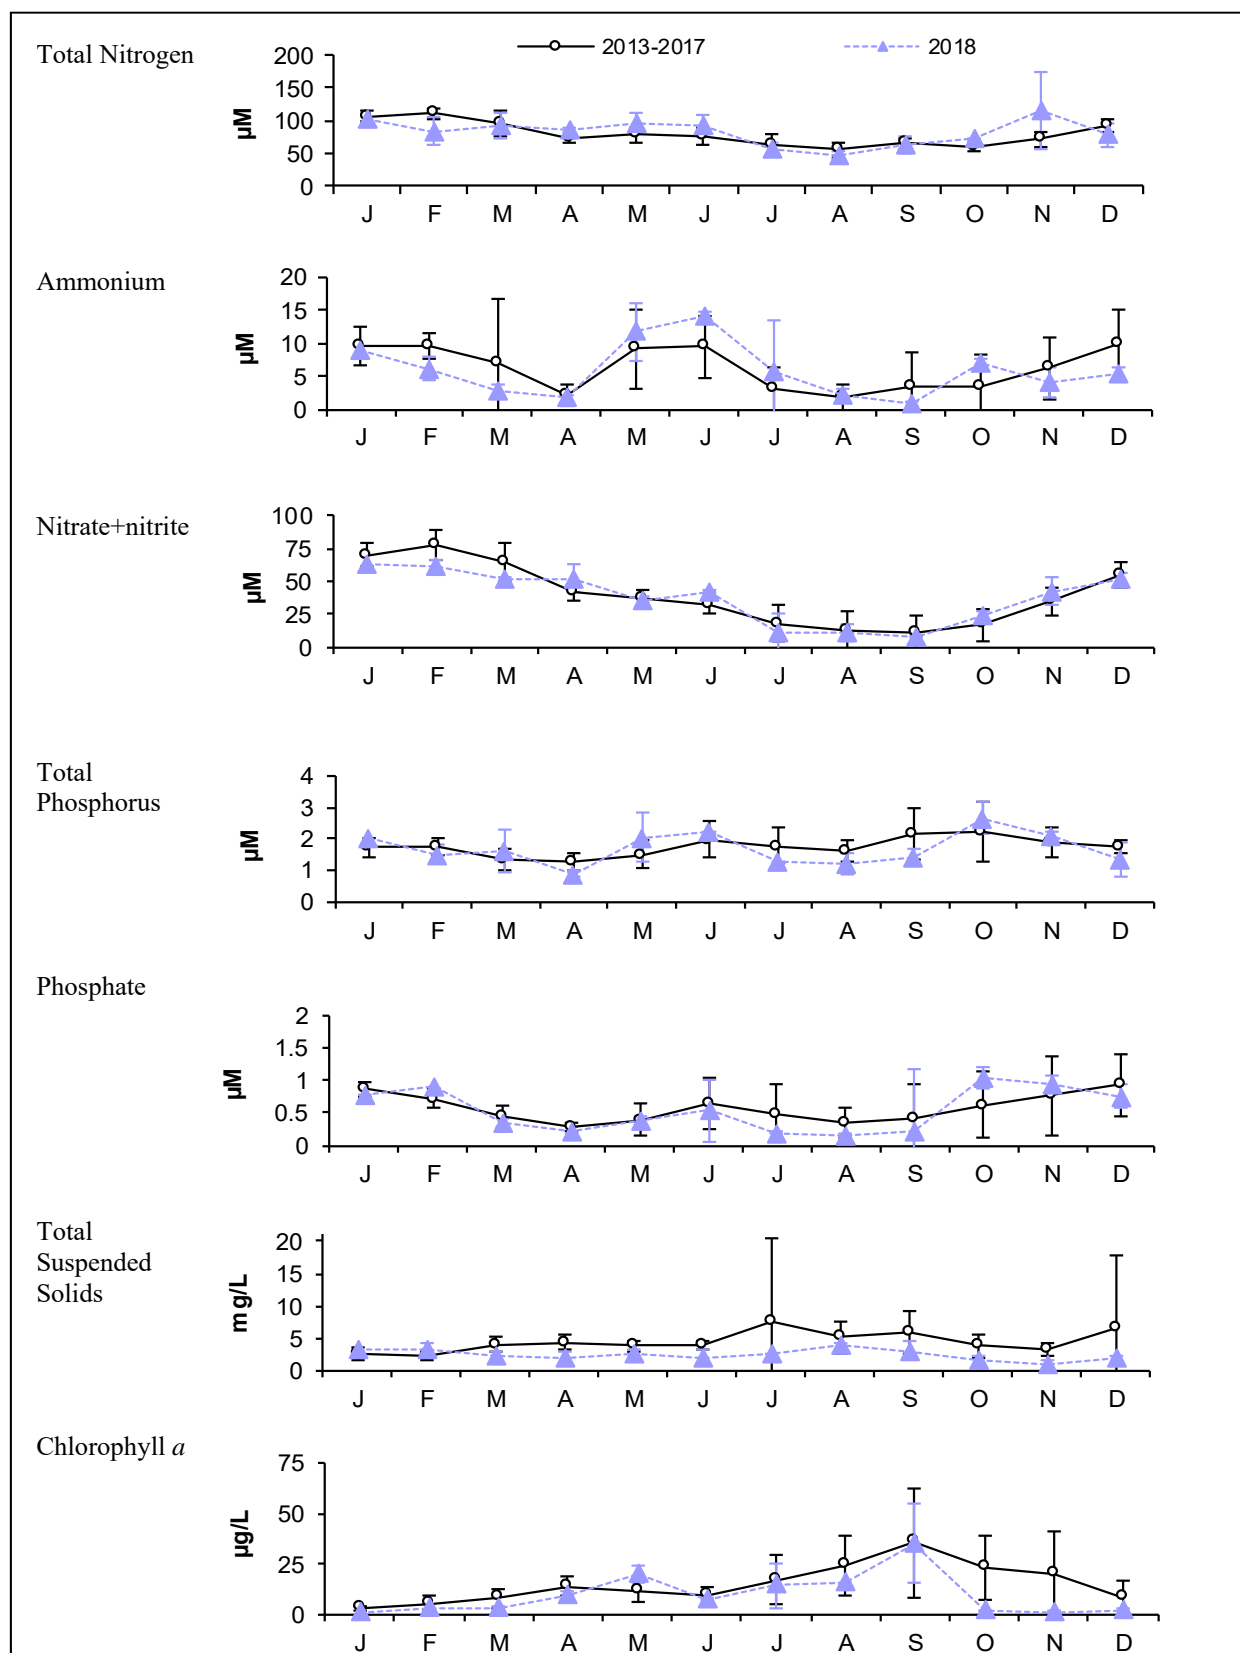 Total Nitrogen
2013-2017
2018
200
150
100
50
0
µM
J F M A M J J A S O N D
Ammonium
20
15
10
5
0
µM
J F M A M J J A S O N D
Nitrate+nitrite
100
75
50
25
0
µM
J F M A M J J A S O N D
Total
Phosphorus
4
3
2
1
0
µM
J F M A M J J A S O N D
Phosphate
2
1.5
1
0.5
0
µM
J F M A M J J A S O N D
Total
Suspended
Solids
20
15
10
5
0
mg/L
J F M A M J J A S O N D
Chlorophyll a
75
50
25
0
µg/L
J F M A M J J A S O N D